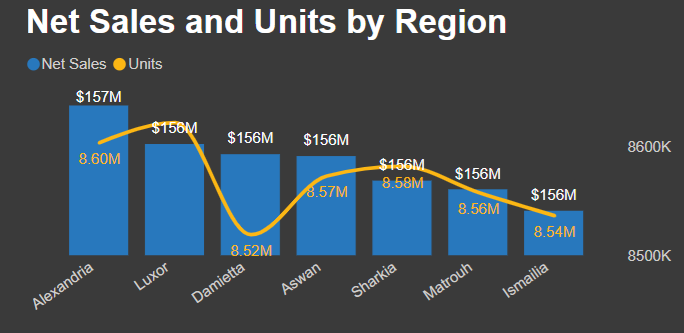 Net Sales and Units by Region
Net Sales Units
$157M
$156M
$156M
$156M
$156M
$156M
$156M
8.60M
8.52M
8.57M
8.58M
8.56M
8.54M
8600K
8500K
Alexandria
Luxor
Damietta
Aswan
Sharkia
Matrouh
Ismailia